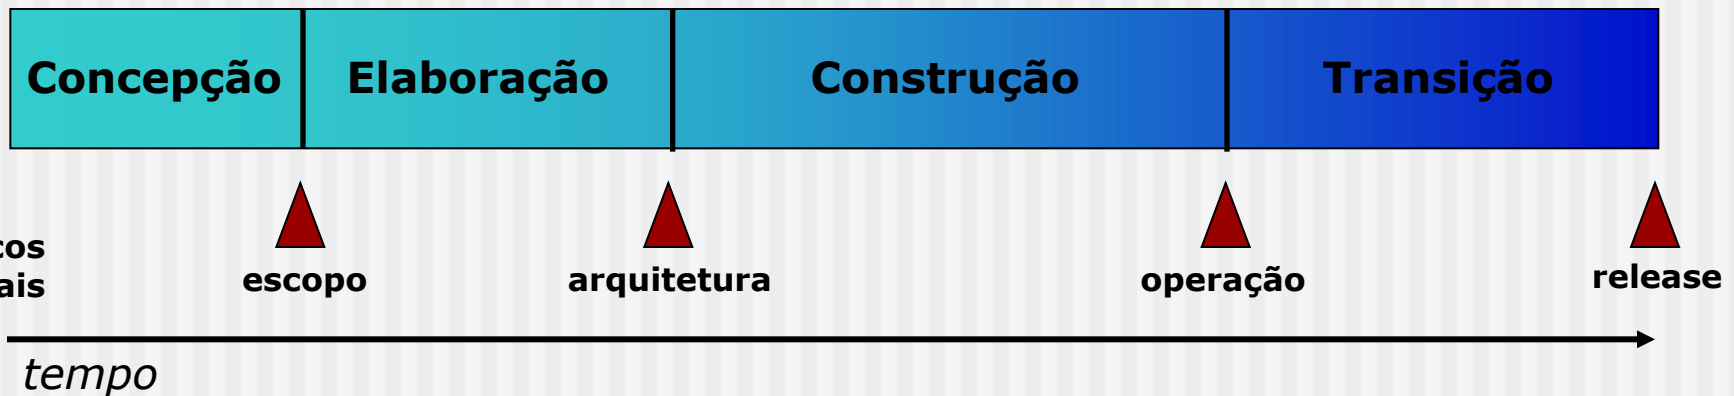 Concepção Elaboração Construção Transição
escopo arquitetura operação release
tempo